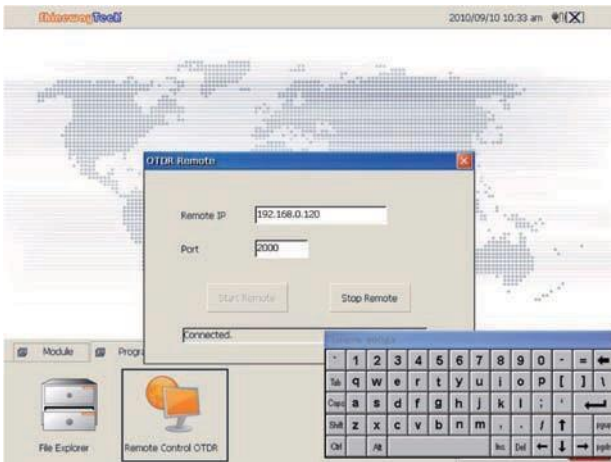 ShinewayTech
2010/09/10 10:33 am
OTDR Remote
Remote IP
192.168.0.120
Port
2000
Start Remote
Stop Remote
Connected.
Module
` 1 2 3 4 5 6 7 8 9 0 - = ←
Tab q w e r t y u i o p [ ] \
Caps a s d f g h j k l ; '
Shift z x c v b n m , . / ↑
Ctrl Alt Ins Del ← ↓ →
File Explorer
Remote Control OTDR